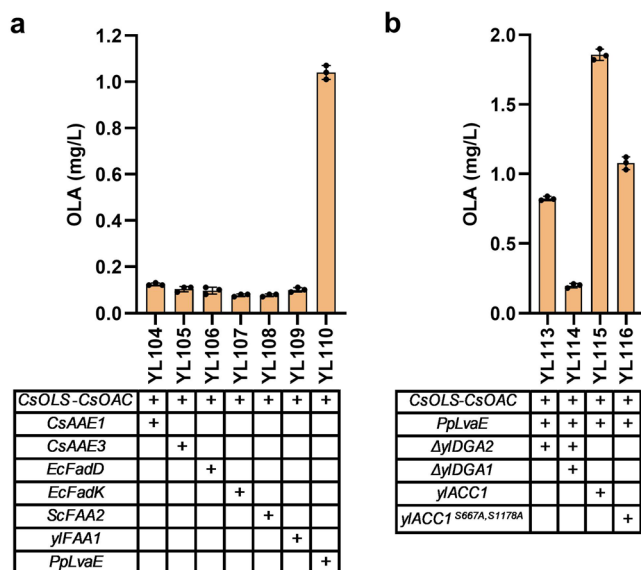 a
OLA (mg/L)
1.2
1.0
0.8
0.6
0.4
0.2
0.0
YL104 YL105 YL106 YL107 YL108 YL109 YL110
CsOLS-CsOAC + + + + + + +
CsAAE1 +
CsAAE3 +
EcFadD +
EcFadK +
ScFAA2 +
ylFAA1 +
PpLvaE +
b
OLA (mg/L)
2.0
1.5
1.0
0.5
0.0
YL113 YL114 YL115 YL116
CsOLS-CsOAC + + + +
PpLvaE + + + +
ΔylDGA2 + +
ΔylDGA1 +
ylACC1 +
ylACC1 S667A,S1178A +